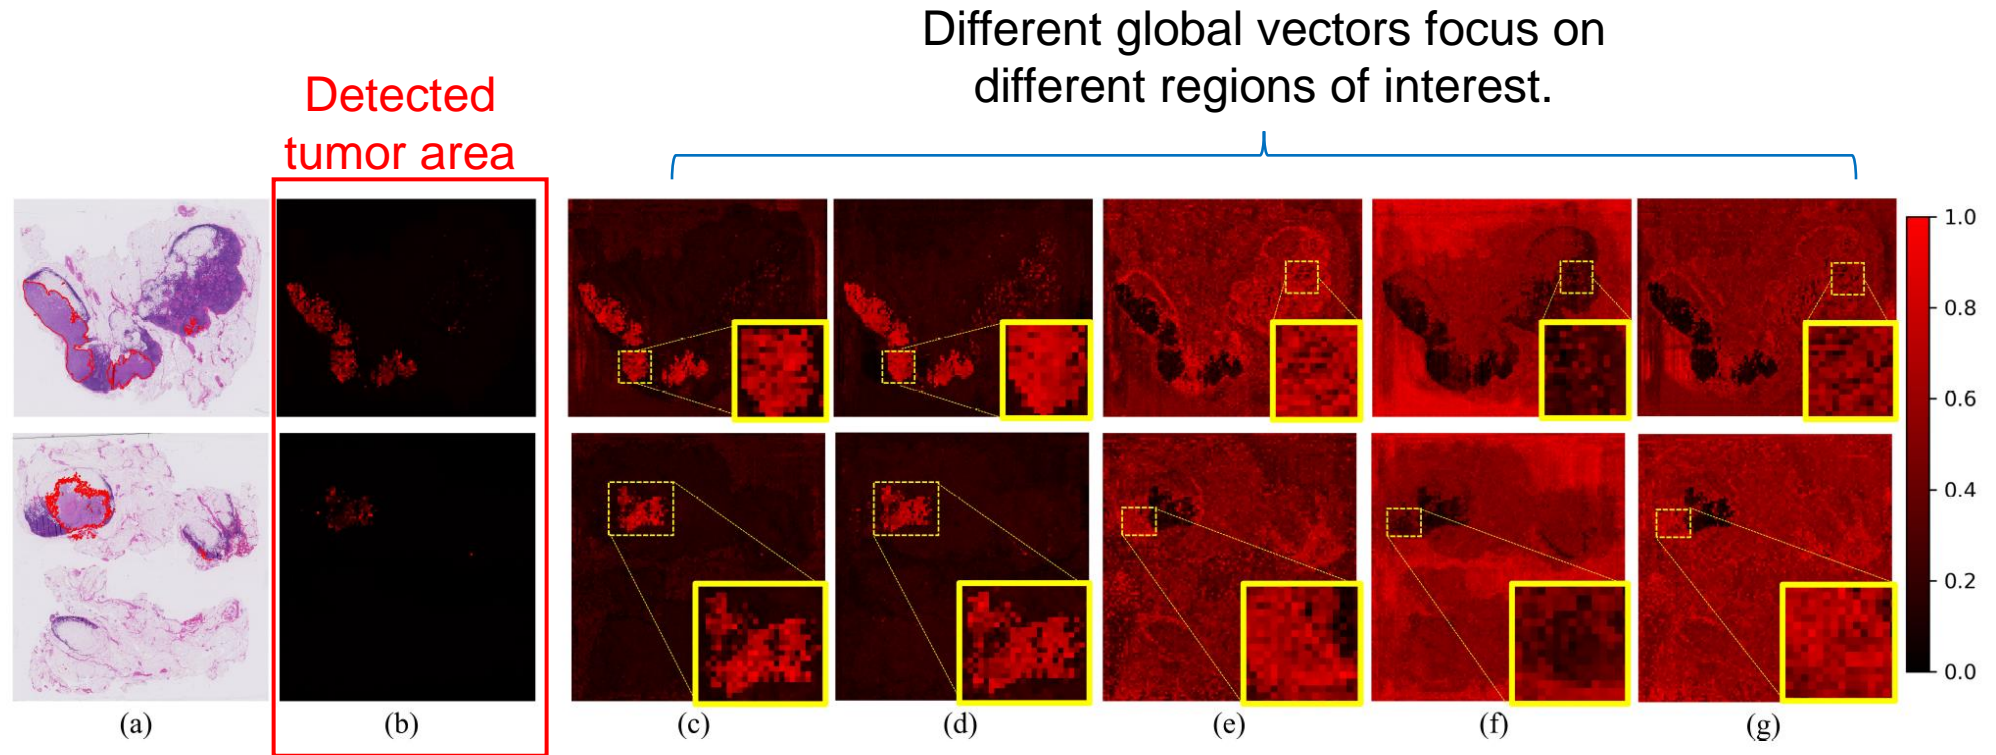 Different global vectors focus on
different regions of interest.
Detected
tumor area
1.0
0.8
0.6
0.4
0.2
0.0
(a)
(b)
(c)
(d)
(e)
(f)
(g)